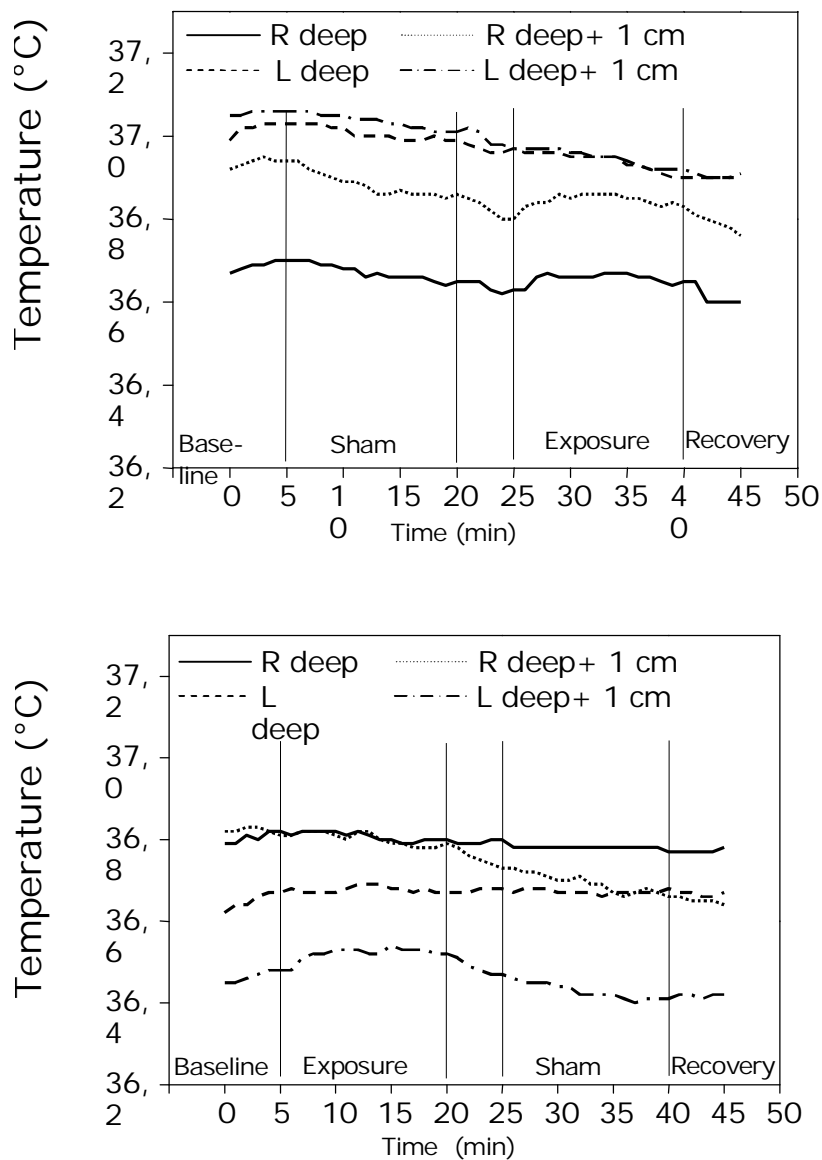 Temperature (°C)
R deep
R deep+ 1 cm
L deep
L deep+ 1 cm
37,
2
37,
0
36,
8
36,
6
36,
4
36,
2
Base-
line
Sham
Exposure
Recovery
0
5
1
0
15
20
25
30
35
4
0
45
50
Time (min)
Temperature (°C)
R deep
R deep+ 1 cm
L
deep
L deep+ 1 cm
37,
2
37,
0
36,
8
36,
6
36,
4
36,
2
Baseline
Exposure
Sham
Recovery
0
5
10
15
20
25
30
35
40
45
50
Time (min)